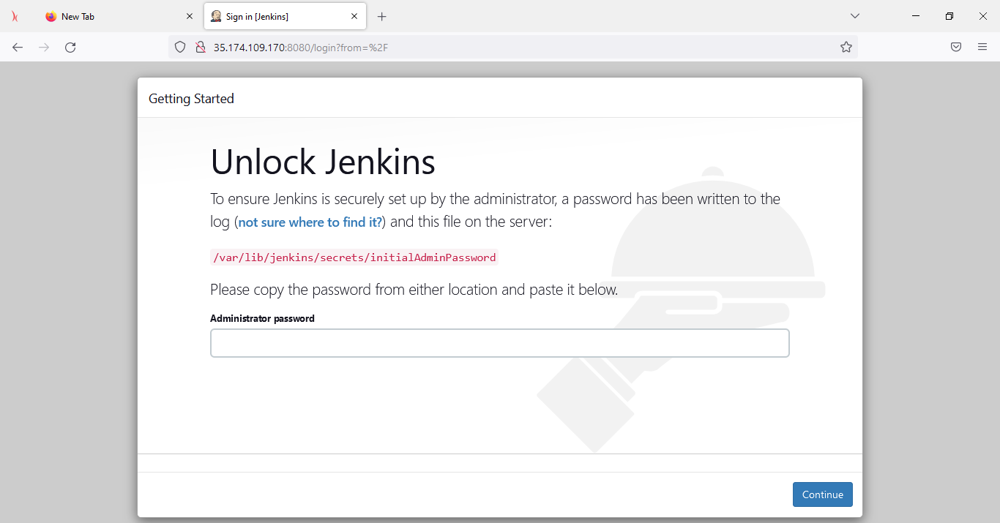 New Tab
Sign in [Jenkins]
35.174.109.170:8080/login?from=%2F
Getting Started
Unlock Jenkins
To ensure Jenkins is securely set up by the administrator, a password has been written to the
log (not sure where to find it?) and this file on the server:
/var/lib/jenkins/secrets/initialAdminPassword
Please copy the password from either location and paste it below.
Administrator password
Continue